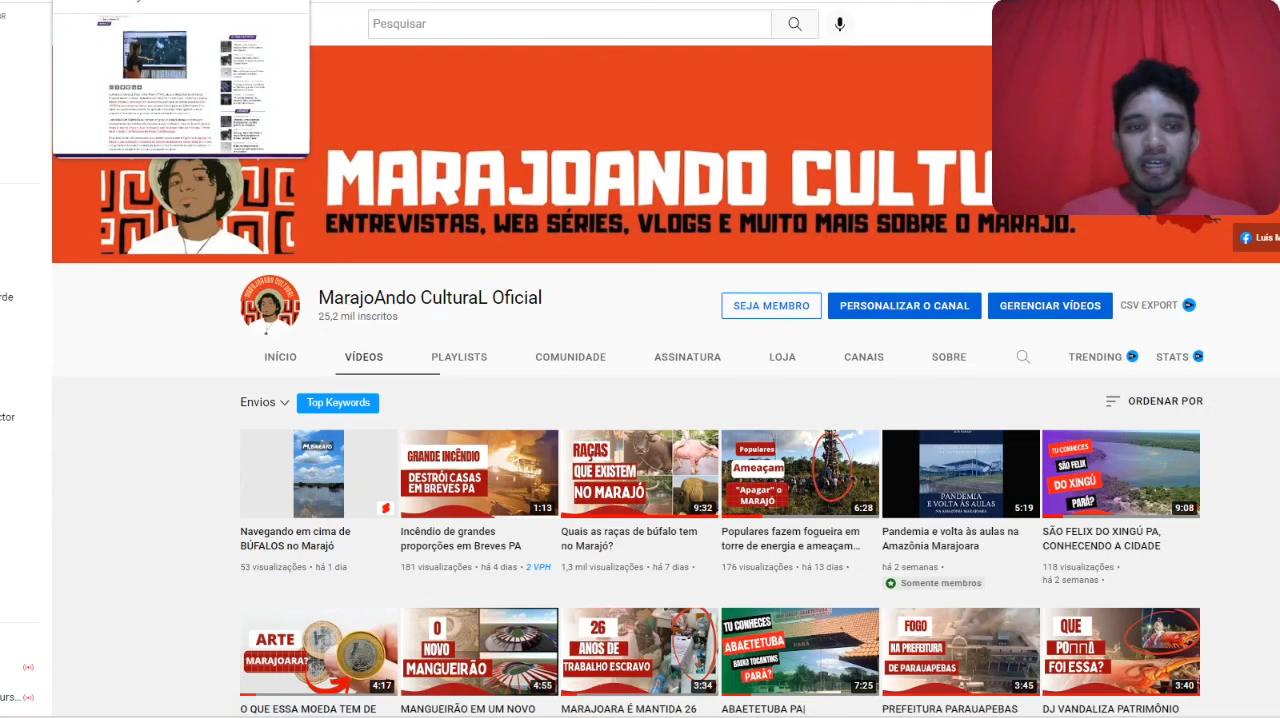 Pesquisar
MARAJOANDO CULTU
ENTREVISTAS, WEB SÉRIES, VLOGS E MUITO MAIS SOBRE O MARAJO.
Luis M
MarajoAndo CulturaL Oficial
25,2 mil inscritos
SEJA MEMBRO
PERSONALIZAR O CANAL
GERENCIAR VÍDEOS
CSV EXPORT
rde
INÍCIO
VÍDEOS
PLAYLISTS
COMUNIDADE
ASSINATURA
LOJA
CANAIS
SOBRE
TRENDING
STATS
Envios
Top Keywords
ORDENAR POR
ctor
GRANDE INCÊNDIO
DESTRÓI CASAS
EM BREVES PA
1:13
RAÇAS
QUE EXISTEM
NO MARAJÓ
9:32
Populares
Ameaçam
"Apagar" o
MARAJÓ
6:28
PANDEMIA
E VOLTA ÀS AULAS
NA AMAZÔNIA MARAJOARA
5:19
TU CONHECES
SÃO FELIX
DO XINGÚ
PARÁ?
9:08
Navegando em cima de
BÚFALOS no Marajó
53 visualizações • há 1 dia
Incêndio de grandes
proporções em Breves PA
181 visualizações • há 4 dias • 2 VPH
Quais as raças de búfalo tem
no Marajó?
1,3 mil visualizações • há 7 dias •
Populares fazem fogueira em
torre de energia e ameaçam...
176 visualizações • há 13 dias •
Pandemia e volta às aulas na
Amazônia Marajoara
há 2 semanas •
Somente membros
SÃO FELIX DO XINGÚ PA,
CONHECENDO A CIDADE
118 visualizações •
há 2 semanas •
ARTE
MARAJOARA?
4:17
O NOVO
MANGUEIRÃO
4:55
26
ANOS DE
TRABALHO ESCRAVO
3:34
TU CONHECES
ABAETETUBA
BAIXO TOCANTINS
PARÁ?
7:25
FOGO
NA PREFEITURA
DE PARAUAPEBAS
3:45
QUE
FOI ESSA?
3:40
urs...
O QUE ESSA MOEDA TEM DE
MANGUEIRÃO EM UM NOVO
MARAJOARA É MANTIDA 26
ABAETETUBA PA|
PREFEITURA PARAUAPEBAS
DJ VANDALIZA PATRIMÔNIO